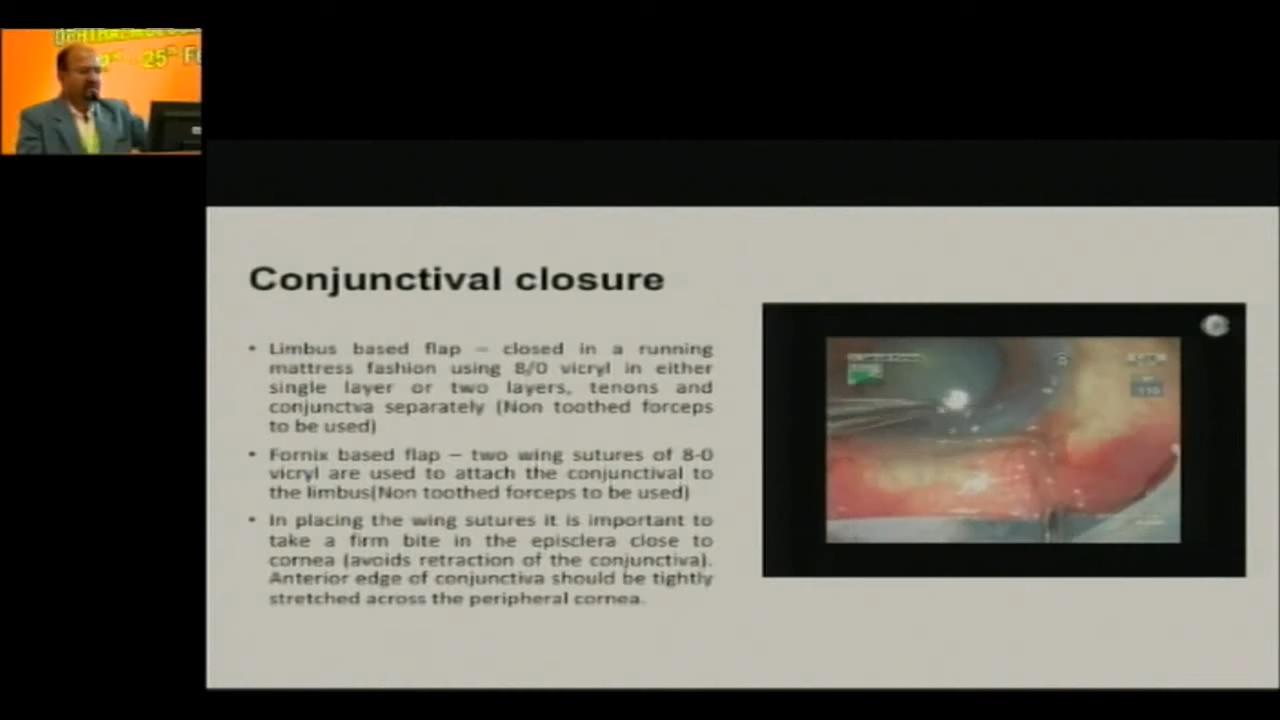 25th
Conjunctival closure
• Limbus based flap – closed in a running
mattress fashion using 8/0 vicryl in either
single layer or two layers, tenons and
conjunctva separately (Non toothed forceps
to be used)
• Fornix based flap – two wing sutures of 8-0
vicryl are used to attach the conjunctival to
the limbus(Non toothed forceps to be used)
• In placing the wing sutures it is important to
take a firm bite in the episclera close to
cornea (avoids retraction of the conjunctiva).
Anterior edge of conjunctiva should be tightly
stretched across the peripheral cornea.